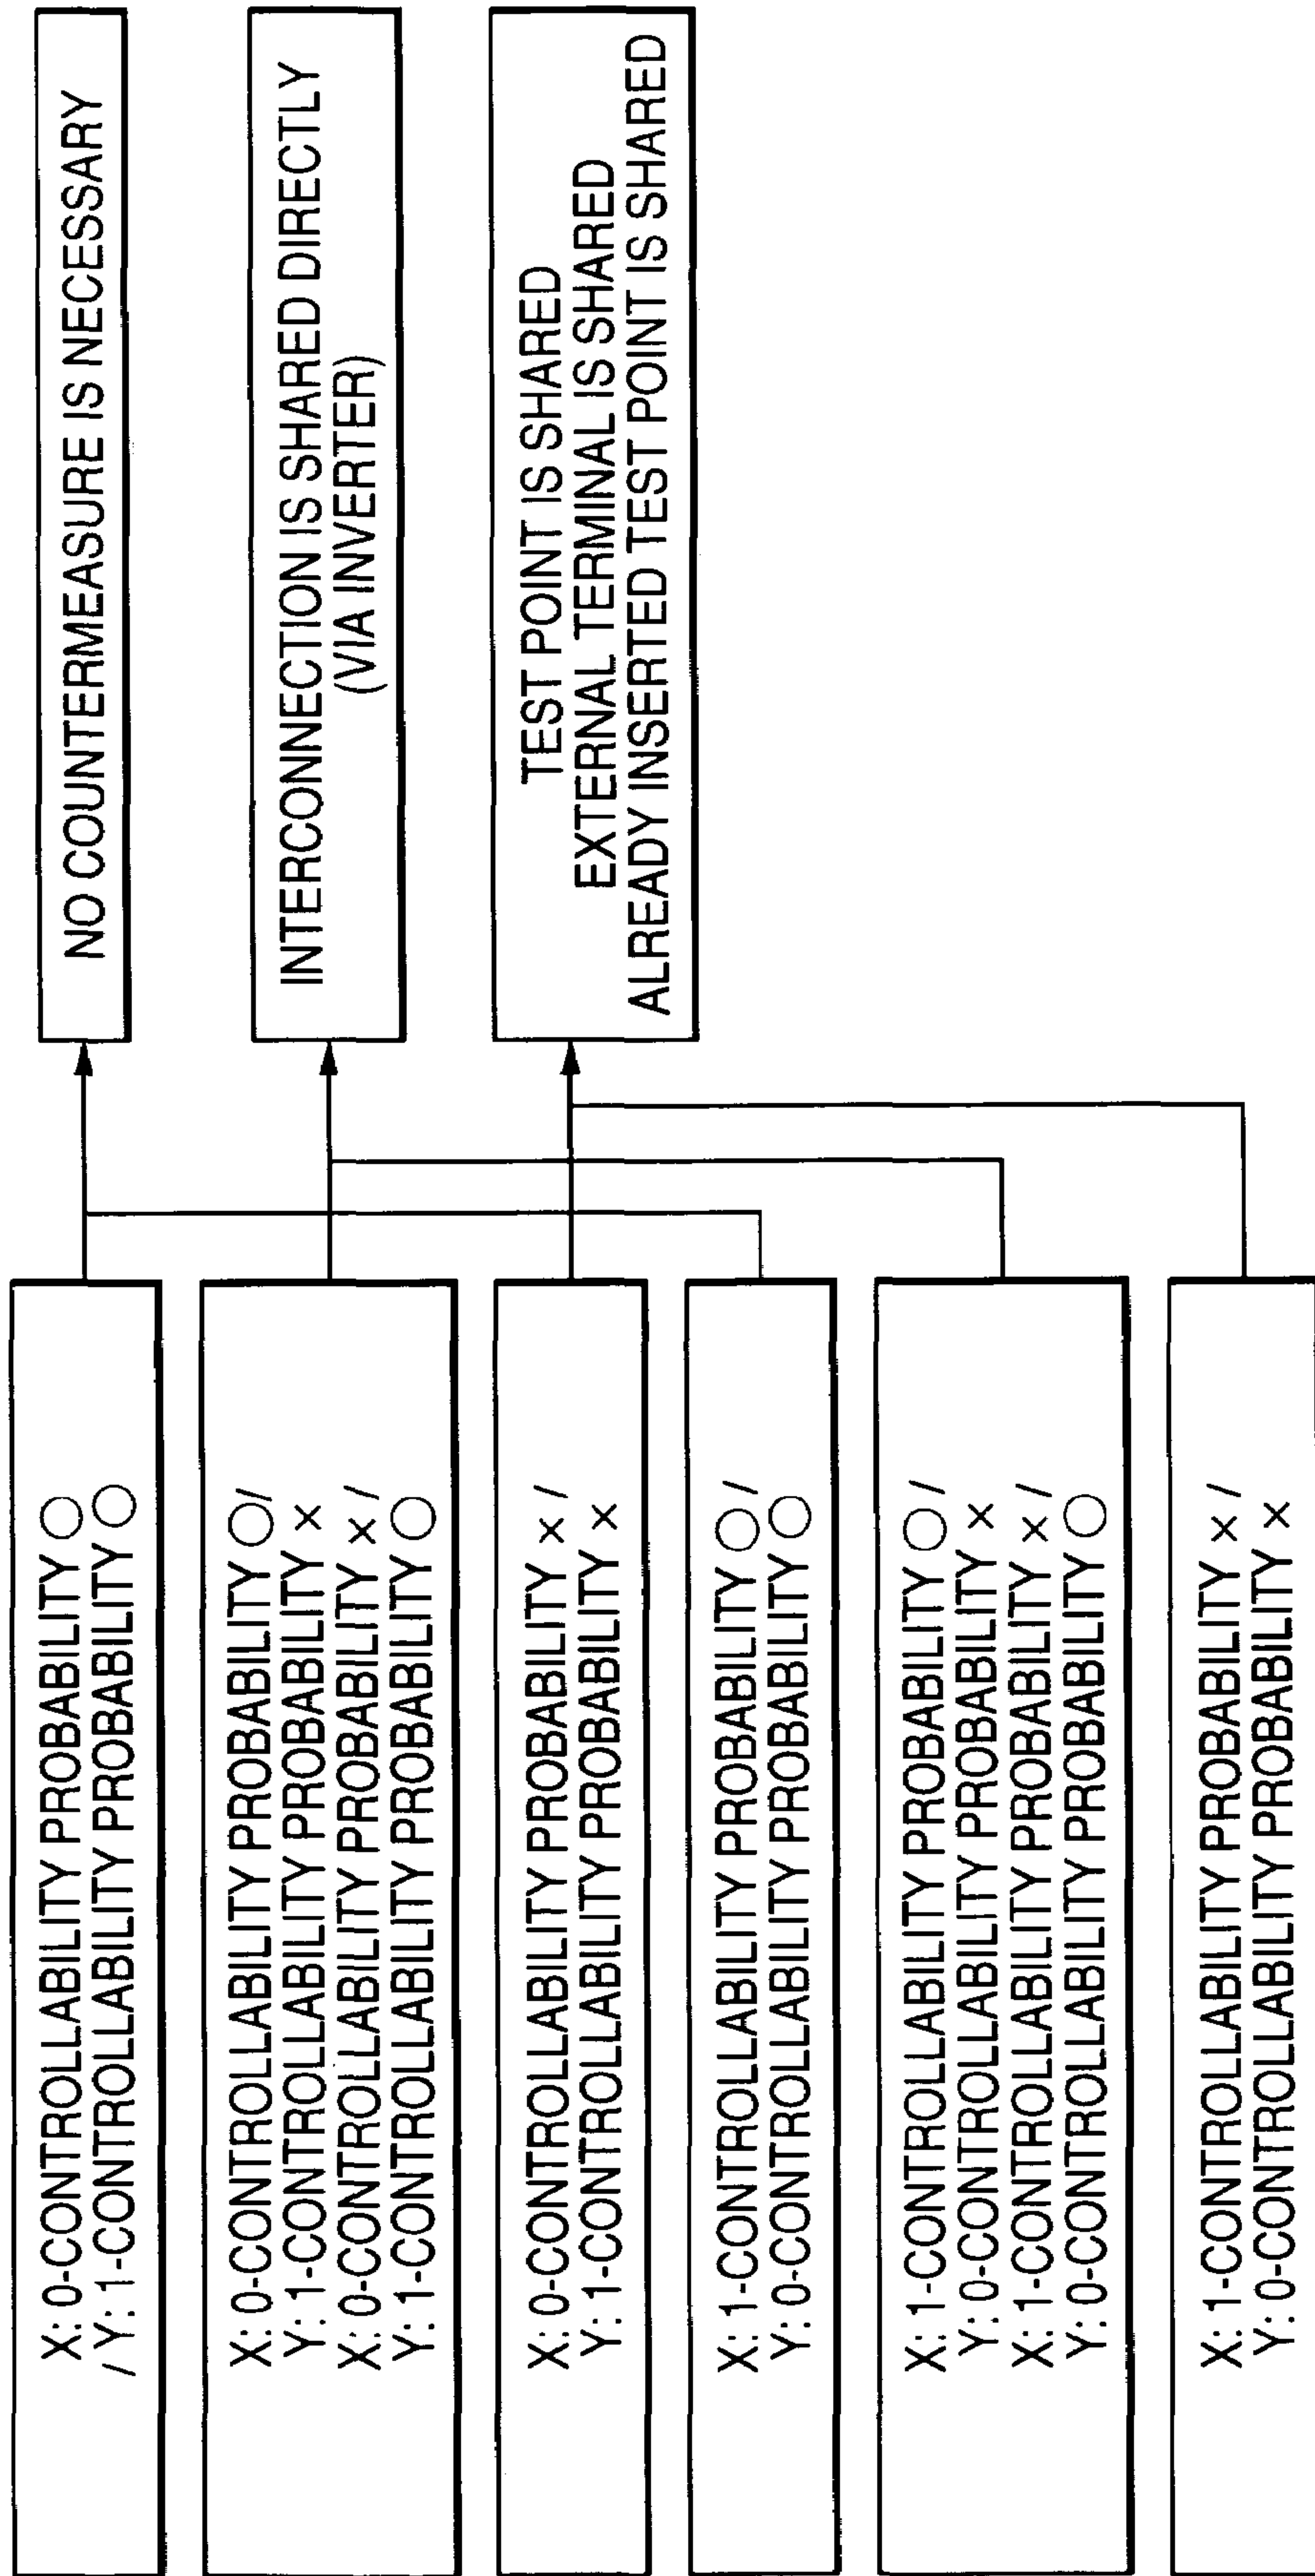 X: 0-CONTROLLABILITY PROBABILITY ○
/ Y: 1-CONTROLLABILITY PROBABILITY ○
X: 0-CONTROLLABILITY PROBABILITY ○/
Y: 1-CONTROLLABILITY PROBABILITY ×
X: 0-CONTROLLABILITY PROBABILITY × /
Y: 1-CONTROLLABILITY PROBABILITY ○
X: 0-CONTROLLABILITY PROBABILITY × /
Y: 1-CONTROLLABILITY PROBABILITY ×
X: 1-CONTROLLABILITY PROBABILITY ○ /
Y: 0-CONTROLLABILITY PROBABILITY ○
X: 1-CONTROLLABILITY PROBABILITY ○ /
Y: 0-CONTROLLABILITY PROBABILITY ×
X: 1-CONTROLLABILITY PROBABILITY × /
Y: 0-CONTROLLABILITY PROBABILITY ○
X: 1-CONTROLLABILITY PROBABILITY × /
Y: 0-CONTROLLABILITY PROBABILITY ×
NO COUNTERMEASURE IS NECESSARY
INTERCONNECTION IS SHARED DIRECTLY
(VIA INVERTER)
TEST POINT IS SHARED
EXTERNAL TERMINAL IS SHARED
ALREADY INSERTED TEST POINT IS SHARED